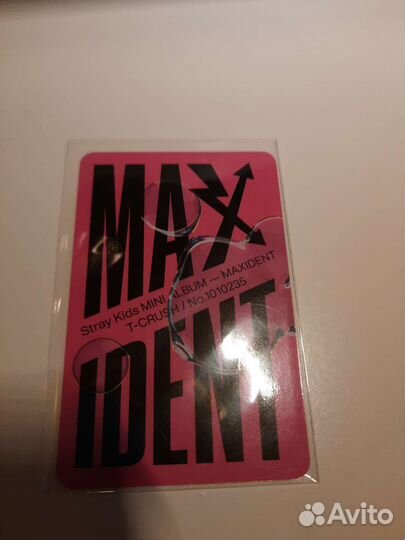 MAX
Stray Kids MINI ALBUM — MAXIDENT
T-CRUSH / No.1010235
IDENT
Avito